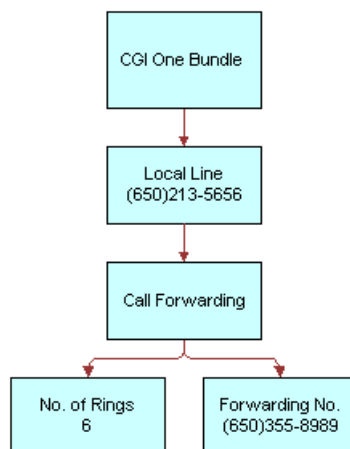 CGI One Bundle
Local Line
(650)213-5656
Call Forwarding
No. of Rings
6
Forwarding No.
(650)355-8989